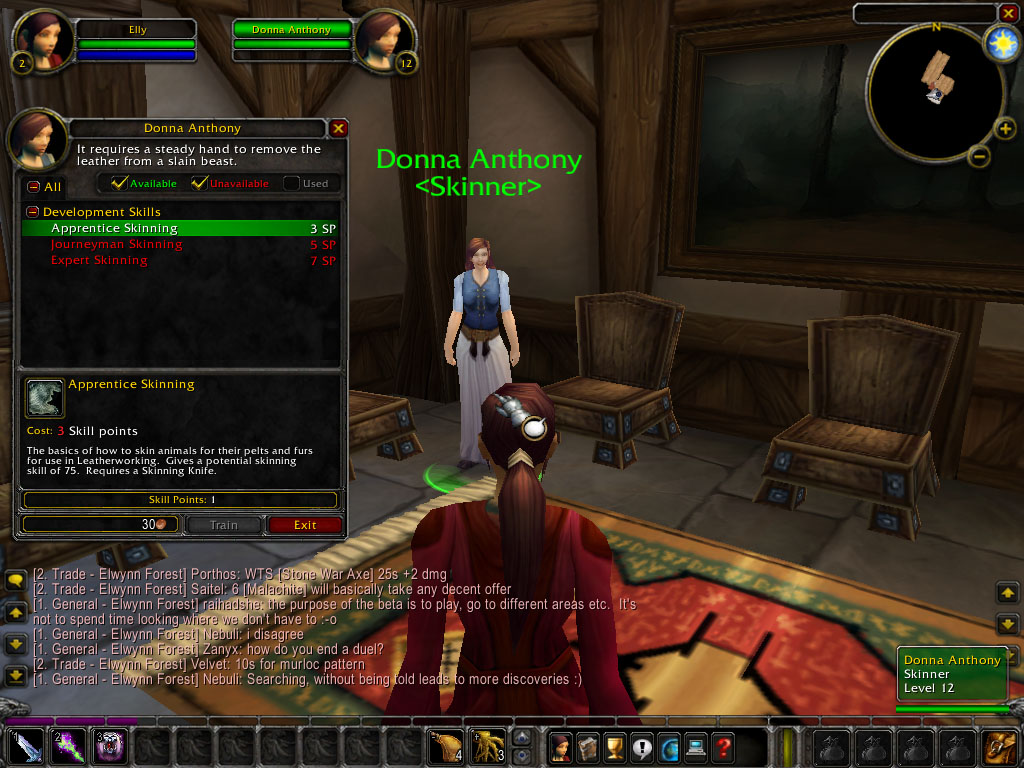 Elly
2
Donna Anthony
12
N
Donna Anthony
It requires a steady hand to remove the
leather from a slain beast.
All
Available
Unavailable
Used
Development Skills
Apprentice Skinning 3 SP
Journeyman Skinning 5 SP
Expert Skinning 7 SP
Apprentice Skinning
Cost: 3 Skill points
The basics of how to skin animals for their pelts and furs
for use in Leatherworking. Gives a potential skinning
skill of 75. Requires a Skinning Knife.
Skill Points: 1
30
Train
Exit
Donna Anthony
<Skinner>
[2. Trade - Elwynn Forest] Porthos: WTS [Stone War Axe] 25s +2 dmg
[2. Trade - Elwynn Forest] Saitel: 6 [Malachite] will basically take any decent offer
[1. General - Elwynn Forest] raihadshe: the purpose of the beta is to play, go to different areas etc. It's
not to spend time looking where we don't have to :-o
[1. General - Elwynn Forest] Nebuli: i disagree
[1. General - Elwynn Forest] Zanyx: how do you end a duel?
[2. Trade - Elwynn Forest] Velvet: 10s for murloc pattern
[1. General - Elwynn Forest] Nebuli: Searching, without being told leads to more discoveries :)
Donna Anthony
Skinner
Level 12
1
2
3
4
3